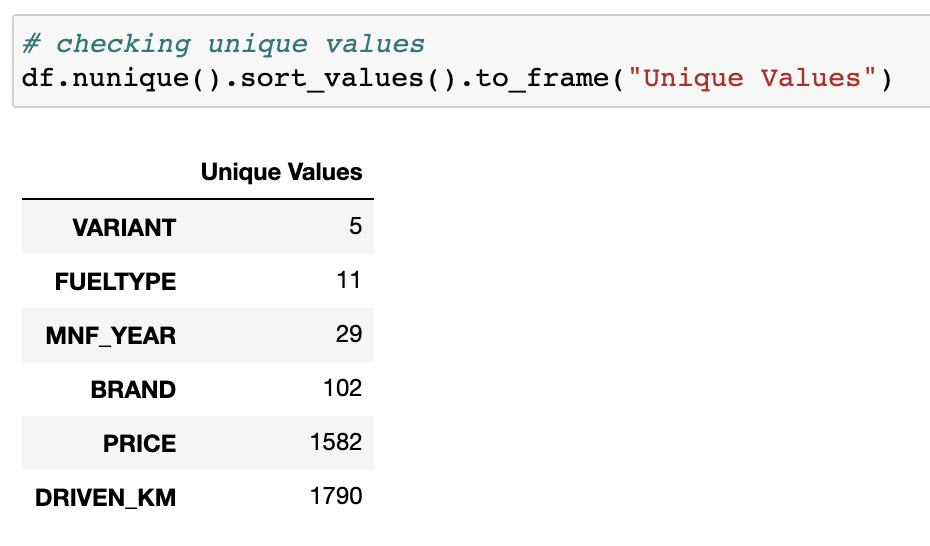 # checking unique values
df.nunique().sort_values().to_frame("Unique Values")
Unique Values
VARIANT 5
FUELTYPE 11
MNF_YEAR 29
BRAND 102
PRICE 1582
DRIVEN_KM 1790